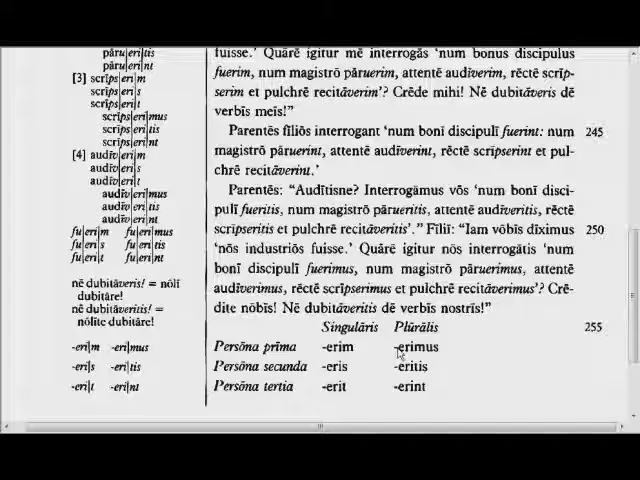 pāru|eri|tis
pāru|eri|nt
[3] scrīps|eri|m
scrīps|eri|s
scrīps|eri|t
scrīps|eri|mus
scrīps|eri|tis
scrīps|eri|nt
[4] audīv|eri|m
audīv|eri|s
audīv|eri|t
audīv|eri|mus
audīv|eri|tis
audīv|eri|nt
fu|eri|m fu|eri|mus
fu|eri|s fu|eri|tis
fu|eri|t fu|eri|nt
nē dubitāveris! = nōlī
dubitāre!
nē dubitāveritis! =
nōlīte dubitāre!
-eri|m -eri|mus
-eri|s -eri|tis
-eri|t -eri|nt
fuisse.' Quārē igitur mē interrogās 'num bonus discipulus
fuerim, num magistrō pāruerim, attentē audīverim, rēctē scrīp-
serim et pulchrē recitāverim'? Crēde mihi! Nē dubitāveris dē
verbīs meīs!"
Parentēs fīliōs interrogant 'num bonī discipulī fuerint: num 245
magistrō pāruerint, attentē audīverint, rēctē scrīpserint et pul-
chrē recitāverint.'
Parentēs: "Audītisne? Interrogāmus vōs 'num bonī disci-
pulī fueritis, num magistrō pārueritis, attentē audīveritis, rēctē
scrīpseritis et pulchrē recitāveritis'." Fīliī: "Iam vōbīs dīximus 250
'nōs industriōs fuisse.' Quārē igitur nōs interrogātis 'num
bonī discipulī fuerimus, num magistrō pāruerimus, attentē
audīverimus, rēctē scrīpserimus et pulchrē recitāverimus'? Crē-
dite nōbīs! Nē dubitāveritis dē verbīs nostrīs!"
Singulāris Plūrālis 255
Persōna prīma -erim -erimus
Persōna secunda -eris -eritis
Persōna tertia -erit -erint